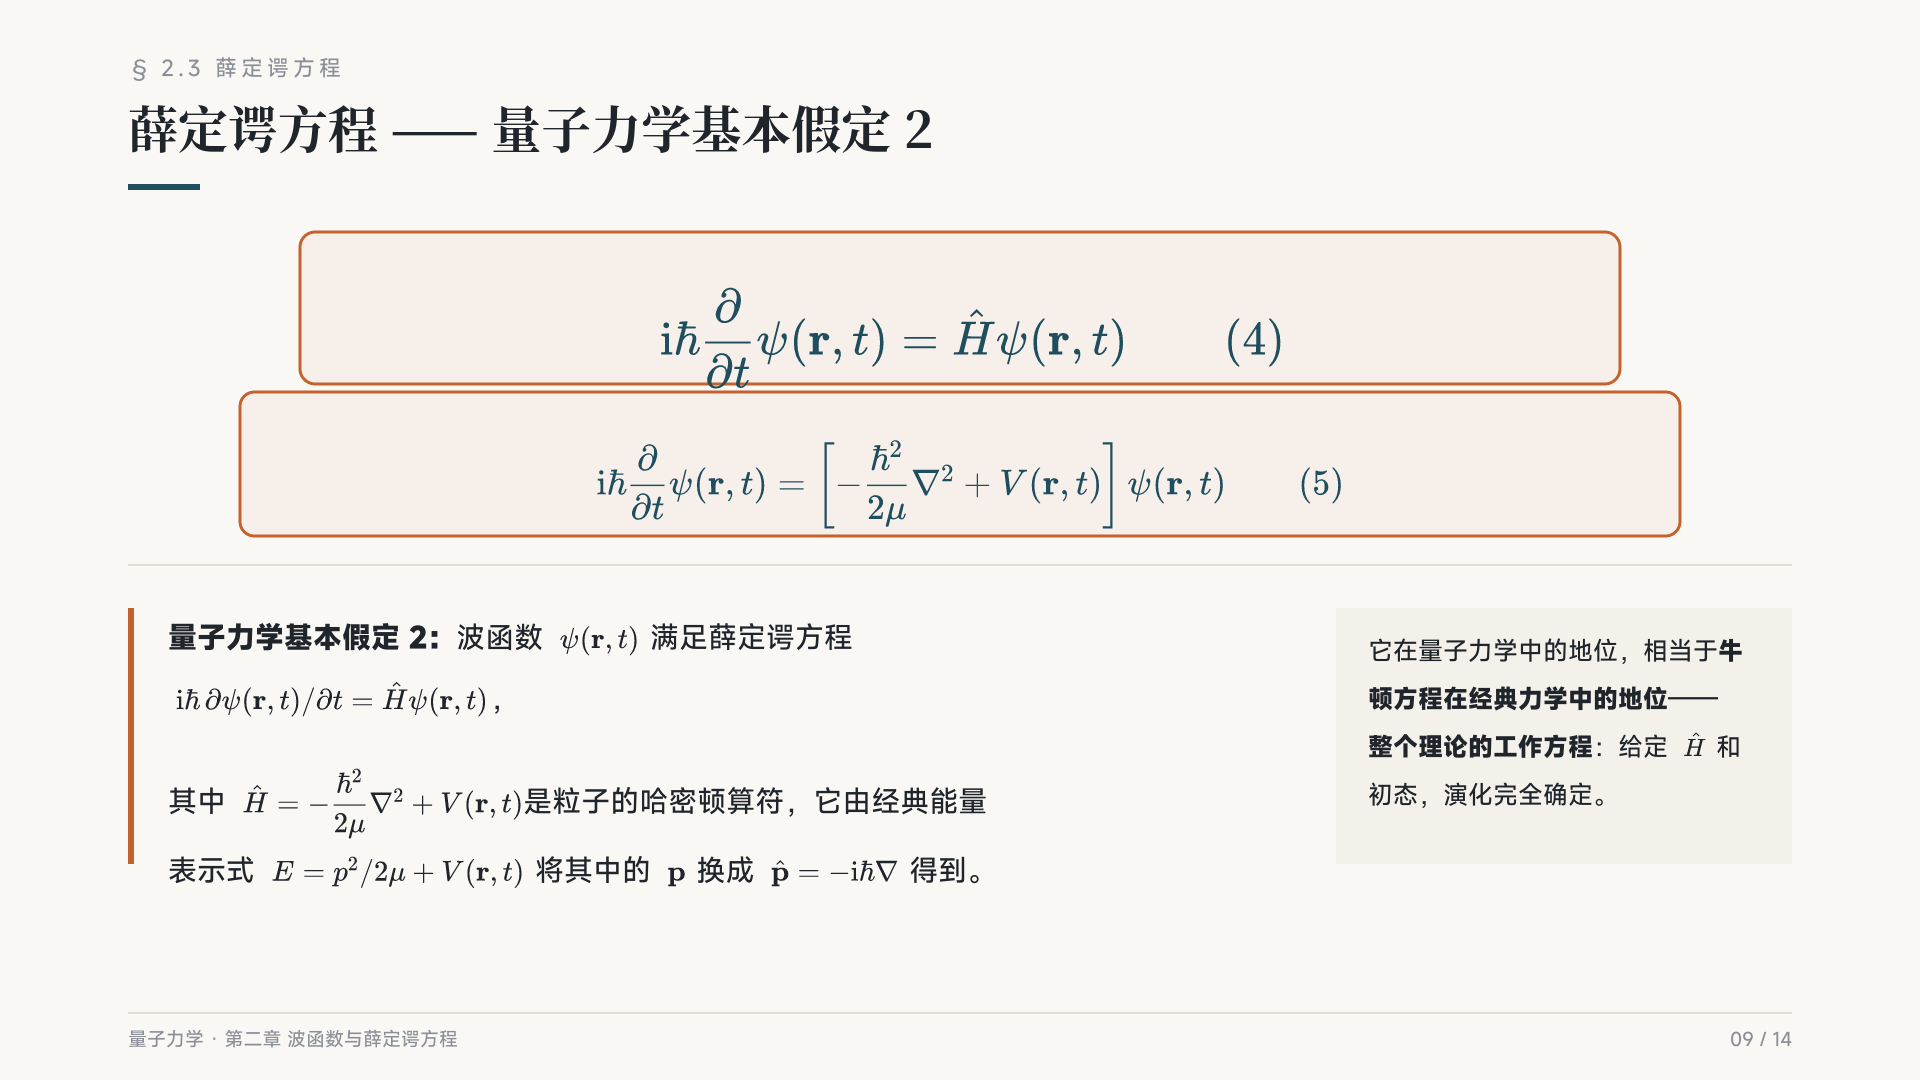 § 2.3 薛定谔方程
薛定谔方程 —— 量子力学基本假定 2
iħ ∂/∂t ψ(r, t) = Ĥψ(r, t) (4)
iħ ∂/∂t ψ(r, t) = [−ħ²/2μ ∇² + V(r, t)] ψ(r, t) (5)
量子力学基本假定 2: 波函数 ψ(r, t) 满足薛定谔方程
iħ ∂ψ(r, t)/∂t = Ĥψ(r, t),
其中 Ĥ = −ħ²/2μ ∇² + V(r, t)是粒子的哈密顿算符，它由经典能量
表示式 E = p²/2μ + V(r, t) 将其中的 p 换成 p̂ = −iħ∇ 得到。
它在量子力学中的地位，相当于牛
顿方程在经典力学中的地位——
整个理论的工作方程：给定 Ĥ 和
初态，演化完全确定。
量子力学 · 第二章 波函数与薛定谔方程
09 / 14